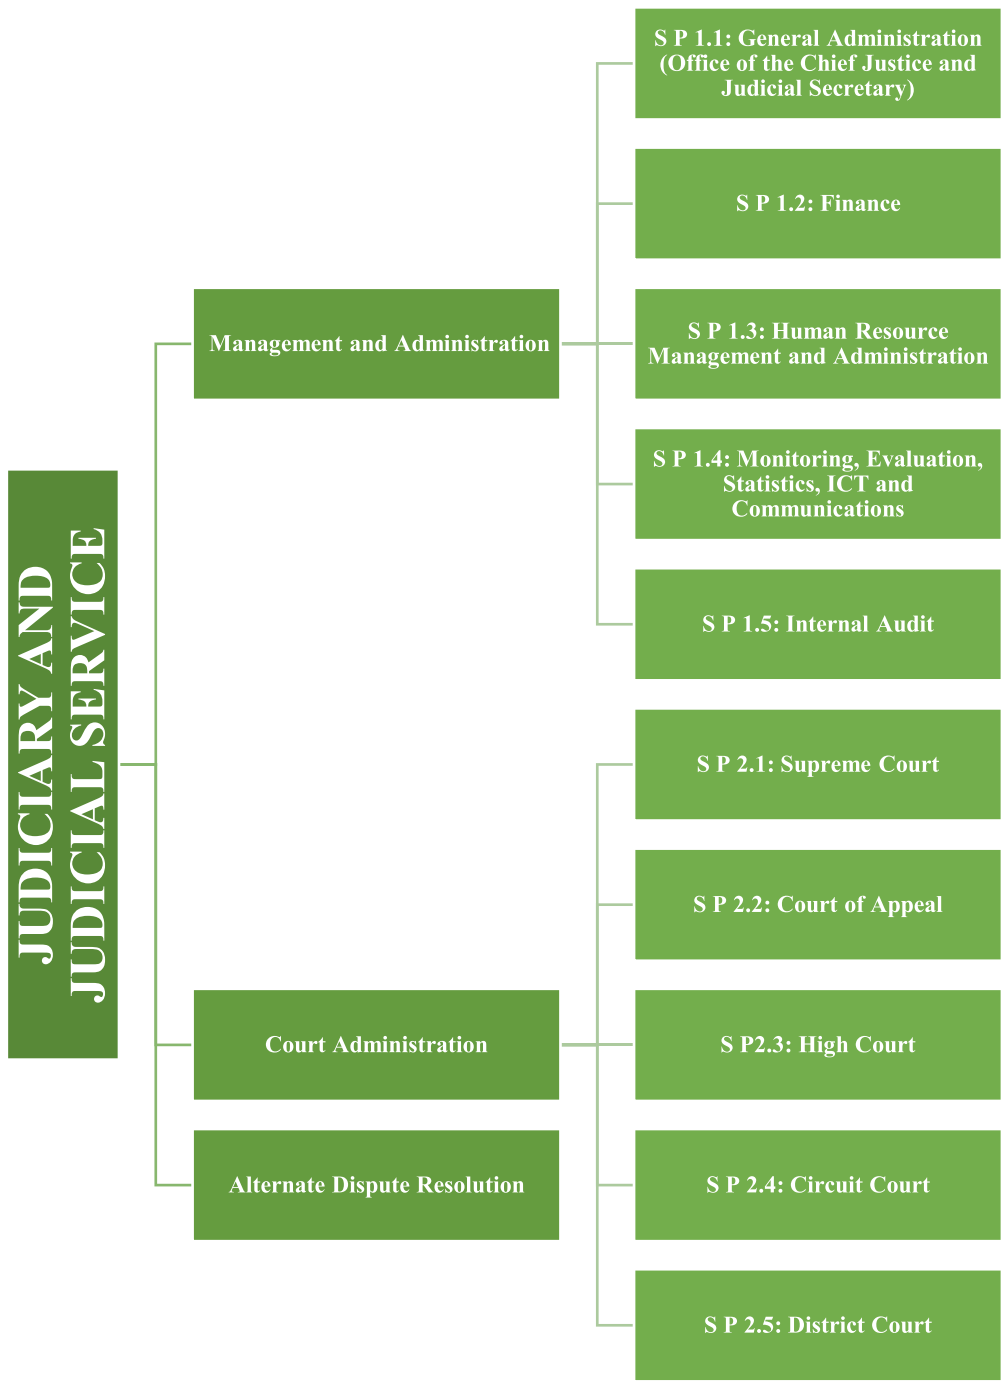 JUDICIARY AND
JUDICIAL SERVICE
Management and Administration
S P 1.1: General Administration
(Office of the Chief Justice and
Judicial Secretary)
S P 1.2: Finance
S P 1.3: Human Resource
Management and Administration
S P 1.4: Monitoring, Evaluation,
Statistics, ICT and
Communications
S P 1.5: Internal Audit
Court Administration
S P 2.1: Supreme Court
S P 2.2: Court of Appeal
S P2.3: High Court
S P 2.4: Circuit Court
S P 2.5: District Court
Alternate Dispute Resolution